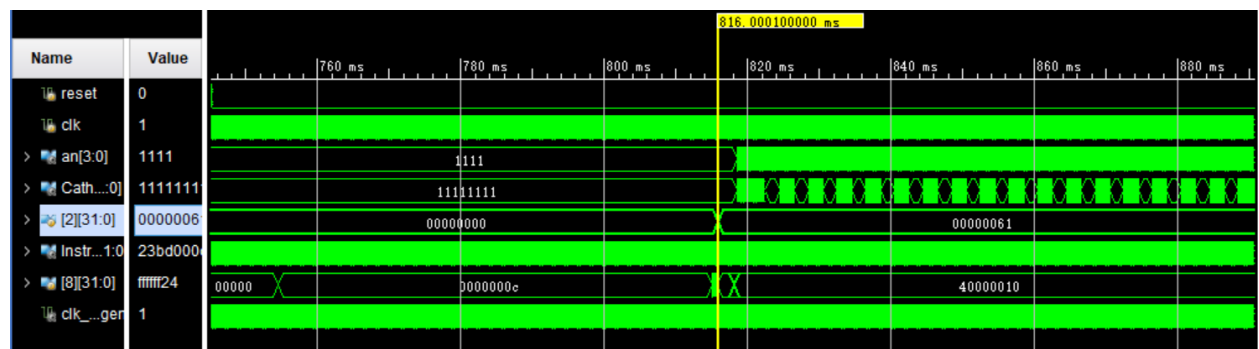 816.000100000 ms
Name Value
760 ms 780 ms 800 ms 820 ms 840 ms 860 ms 880 ms
reset 0
clk 1
an[3:0] 1111 1111
Cath...:0] 1111111 11111111
[2][31:0] 0000006 00000000 00000061
Instr...1:0 23bd000
[8][31:0] ffffff24 00000 0000000c 40000010
clk_...gen 1